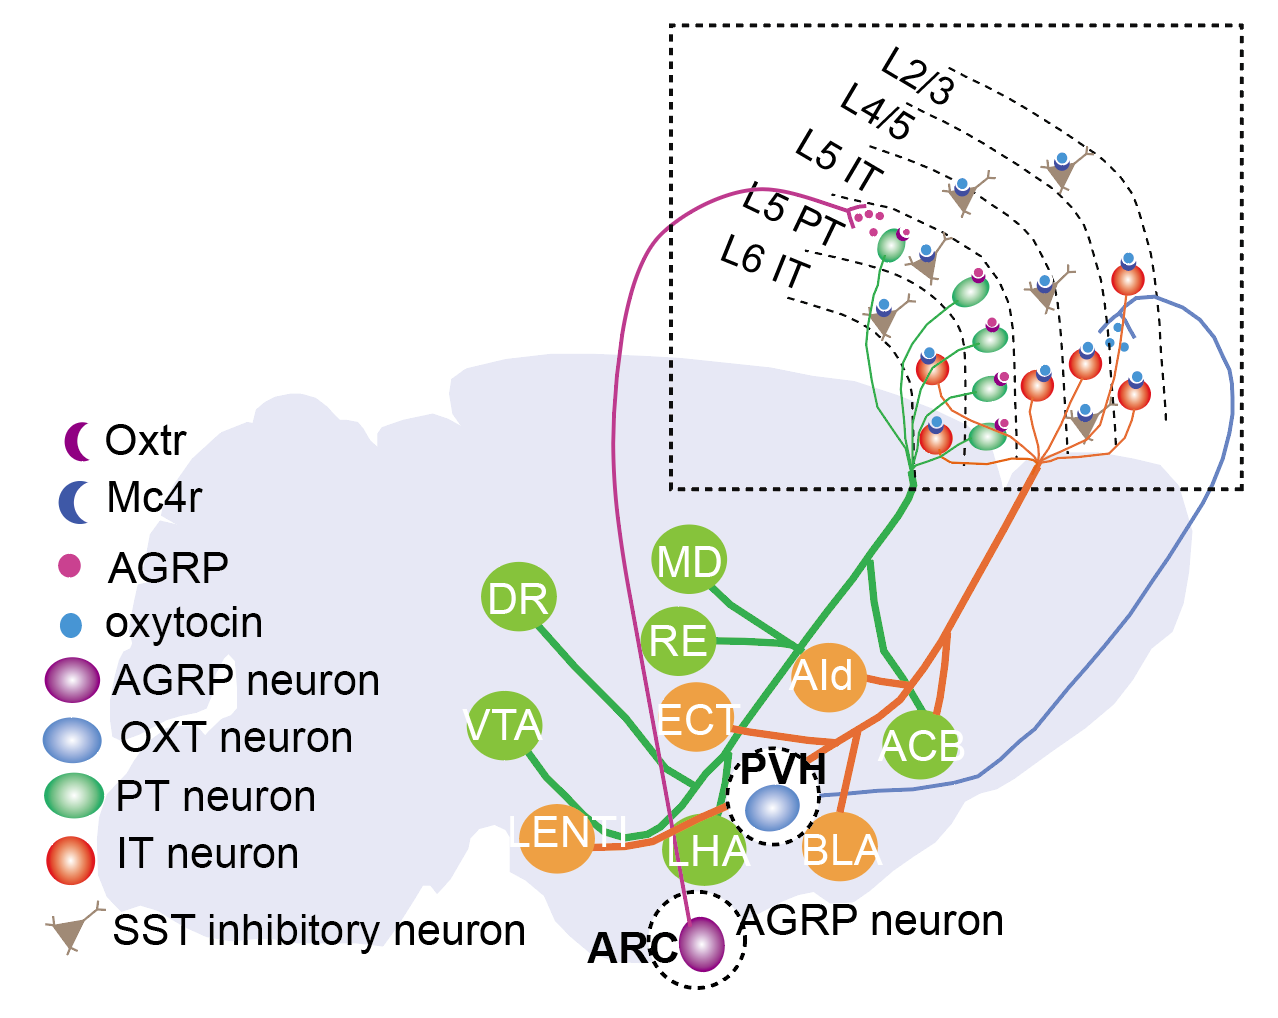 L2/3
L4/5
L5 IT
L5 PT
L6 IT
Oxtr
Mc4r
AGRP
oxytocin
AGRP neuron
OXT neuron
PT neuron
IT neuron
SST inhibitory neuron
MD
DR
RE
AId
ECT
VTA
ACB
PVH
LENTI
LHA
BLA
AGRP neuron
ARC